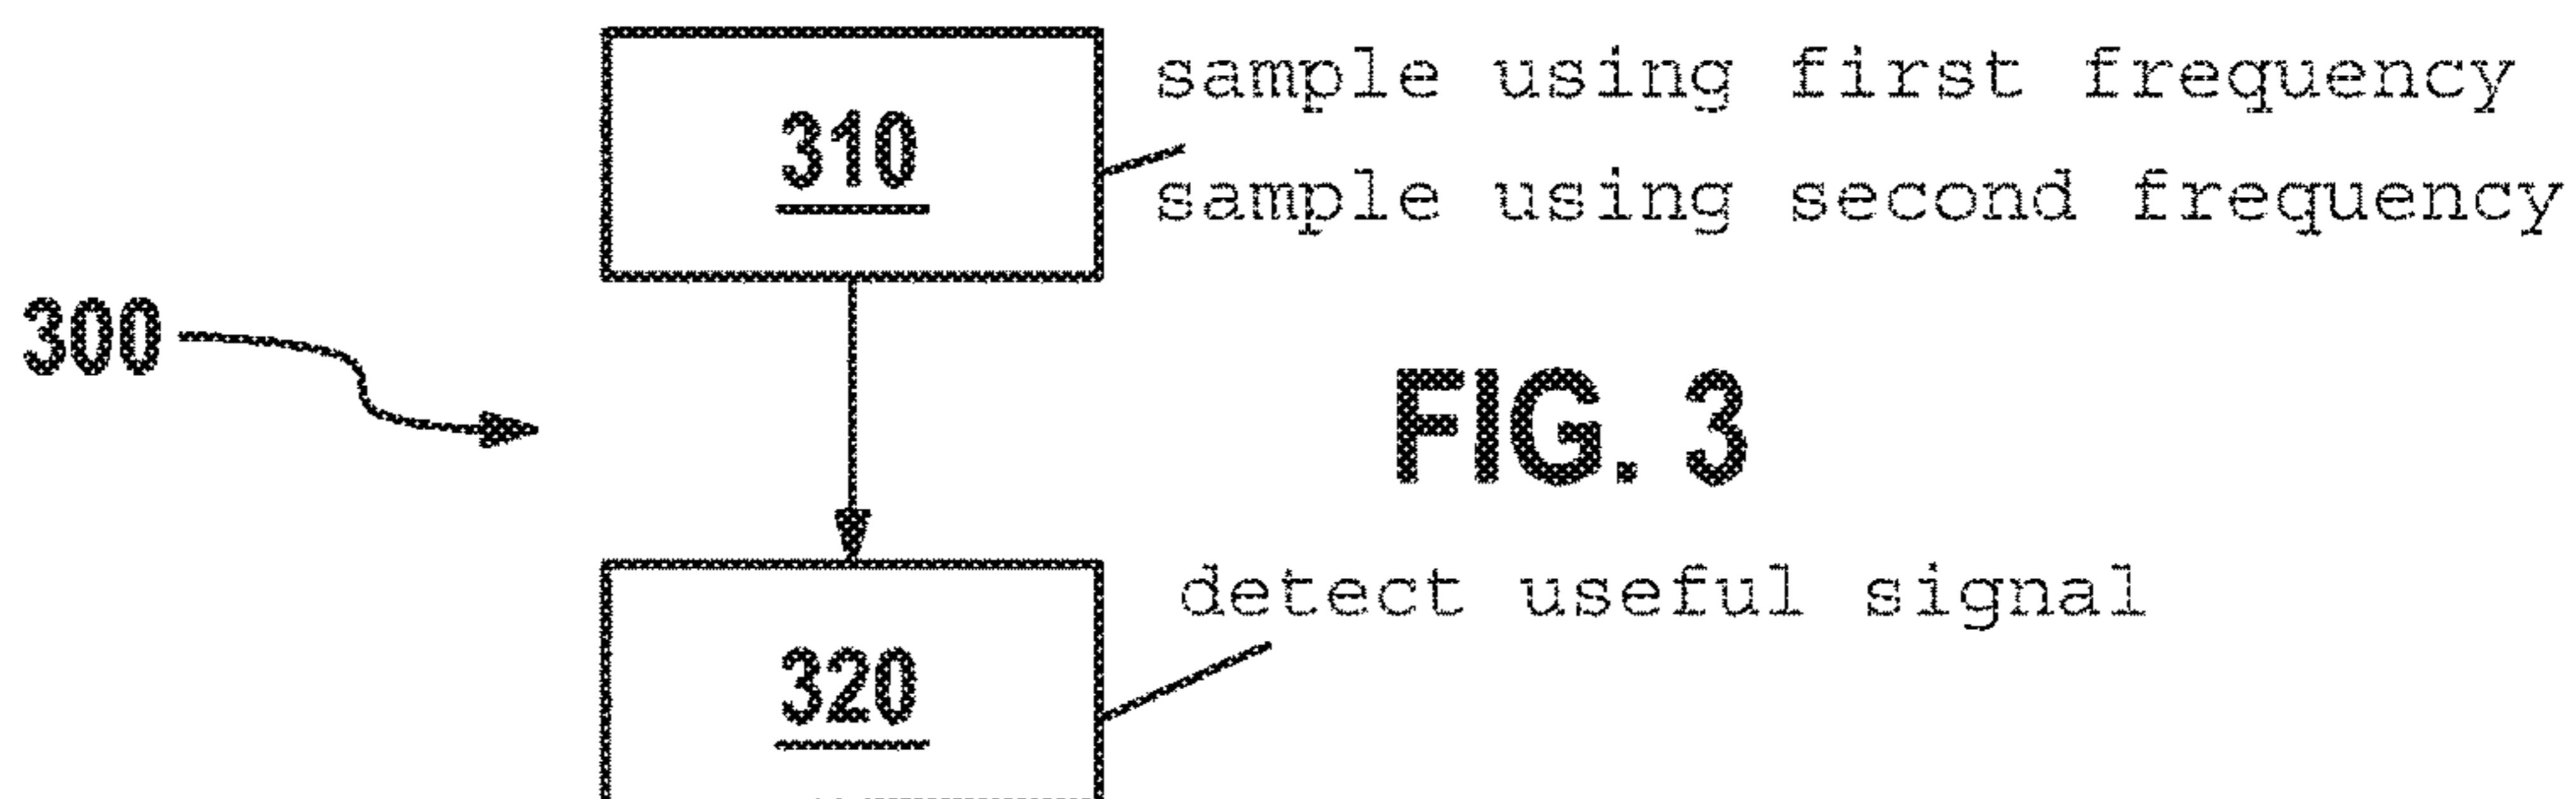 310
sample using first frequency
sample using second frequency
300
FIG. 3
detect useful signal
320